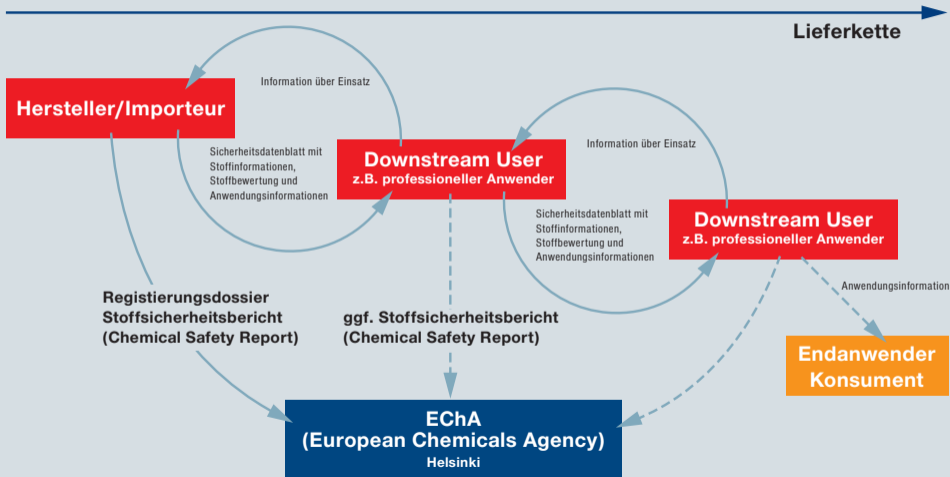 Lieferkette
Information über Einsatz
Hersteller/Importeur
Sicherheitsdatenblatt mit
Stoffinformationen,
Stoffbewertung und
Anwendungsinformationen
Downstream User
z.B. professioneller Anwender
Information über Einsatz
Sicherheitsdatenblatt mit
Stoffinformationen,
Stoffbewertung und
Anwendungsinformationen
Downstream User
z.B. professioneller Anwender
Anwendungsinformation
Registierungsdossier
Stoffsicherheitsbericht
(Chemical Safety Report)
ggf. Stoffsicherheitsbericht
(Chemical Safety Report)
Endanwender
Konsument
EChA
(European Chemicals Agency)
Helsinki